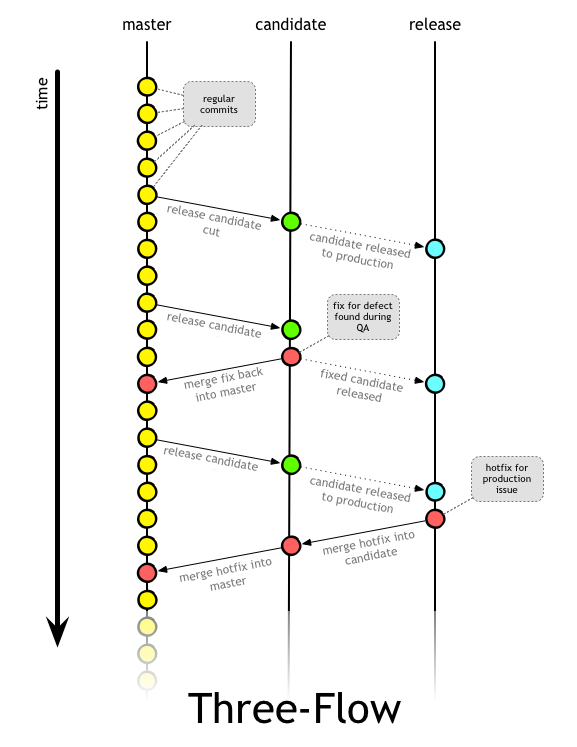 master
candidate
release
time
regular
commits
release candidate
cut
candidate released
to production
release candidate
fix for defect
found during
QA
merge fix back
into master
fixed candidate
released
release candidate
candidate released
to production
hotfix for
production
issue
merge hotfix into
candidate
merge hotfix into
master
Three-Flow